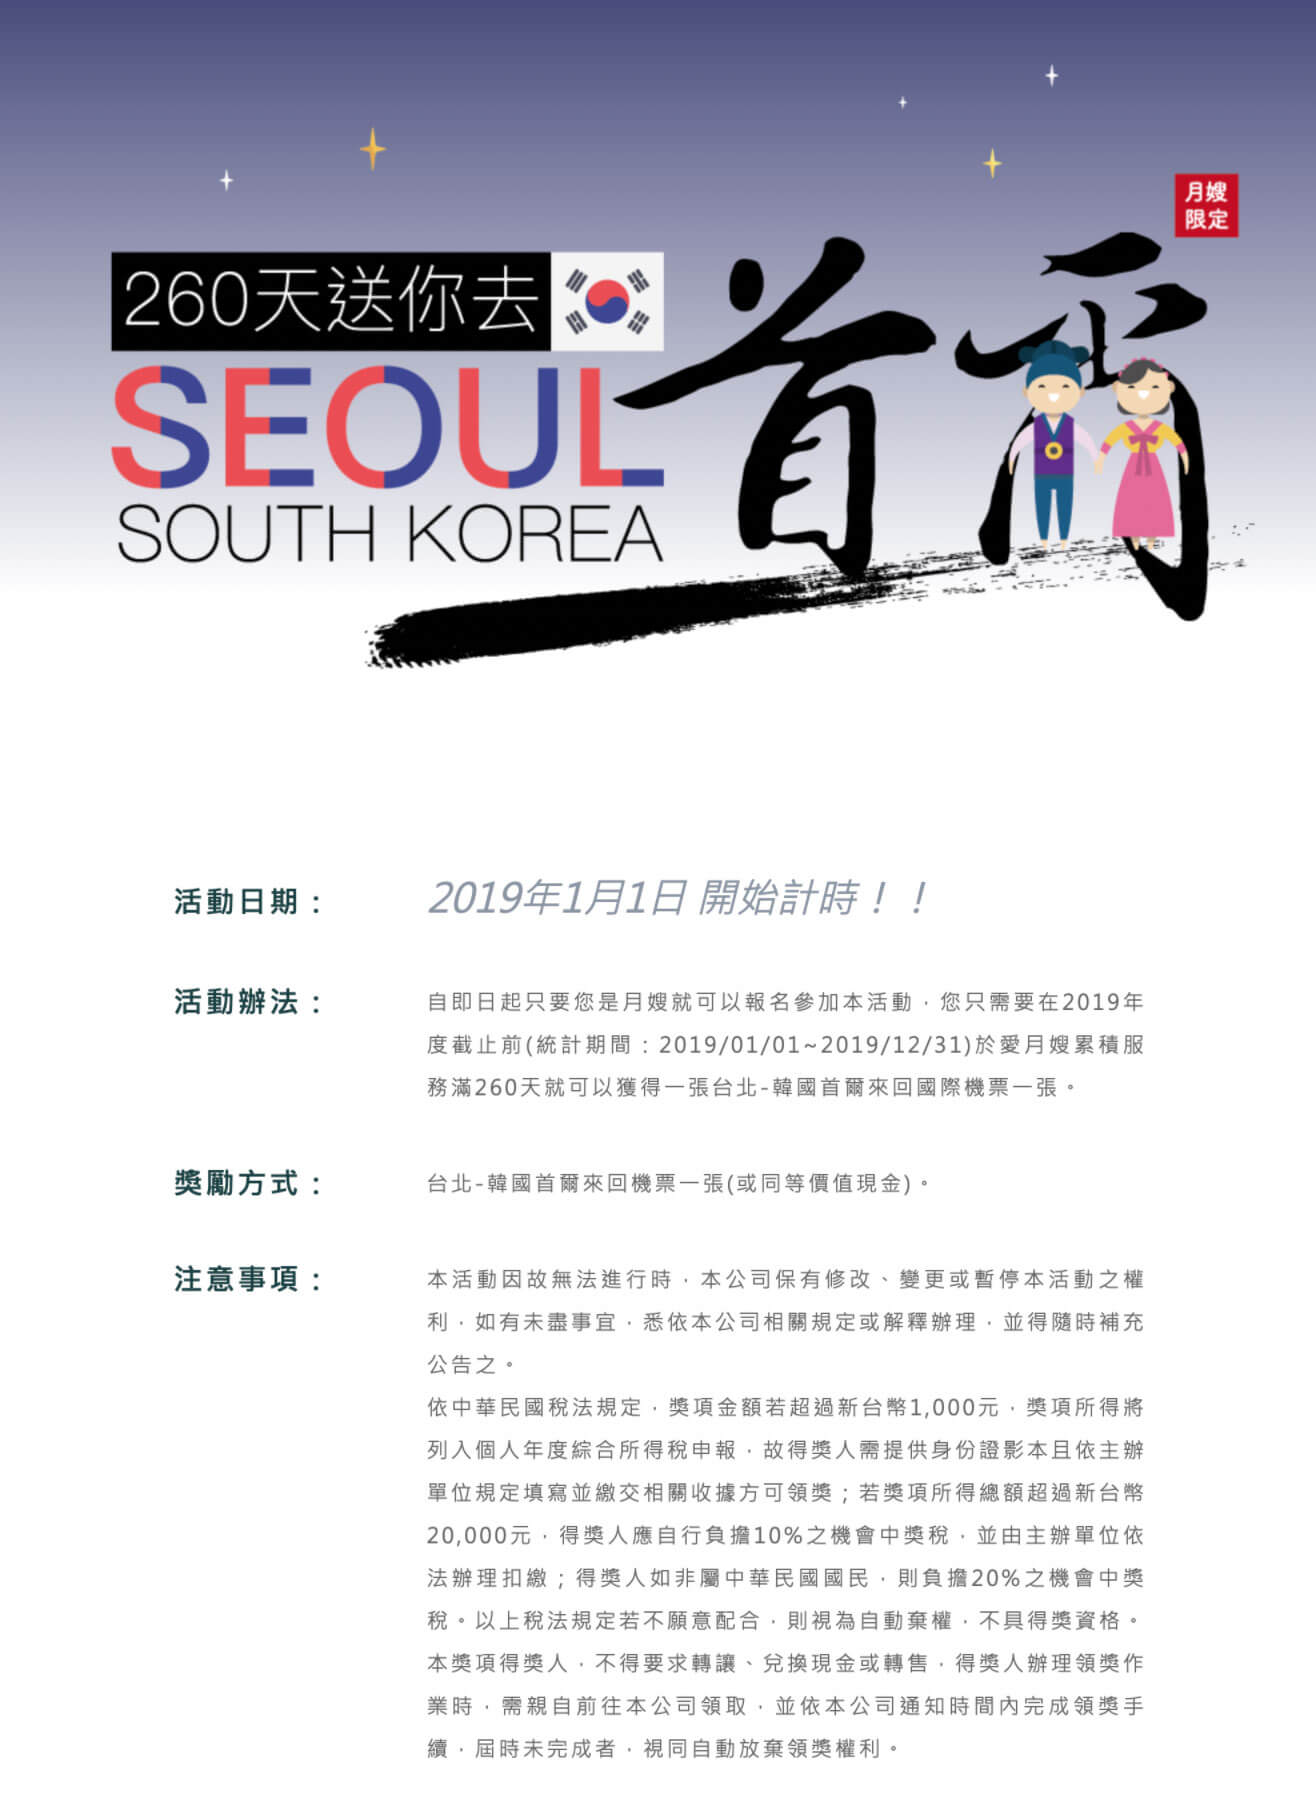 月嫂
限定
260天送你去
首爾
SEOUL
SOUTH KOREA
活動日期：
2019年1月1日 開始計時！！
活動辦法：
自即日起只要您是月嫂就可以報名參加本活動，您只需要在2019年
度截止前(統計期間：2019/01/01~2019/12/31)於愛月嫂累積服
務滿260天就可以獲得一張台北-韓國首爾來回國際機票一張。
獎勵方式：
台北-韓國首爾來回機票一張(或同等價值現金)。
注意事項：
本活動因故無法進行時，本公司保有修改、變更或暫停本活動之權
利，如有未盡事宜，悉依本公司相關規定或解釋辦理，並得隨時補充
公告之。
依中華民國稅法規定，獎項金額若超過新台幣1,000元，獎項所得將
列入個人年度綜合所得稅申報，故得獎人需提供身份證影本且依主辦
單位規定填寫並繳交相關收據方可領獎；若獎項所得總額超過新台幣
20,000元，得獎人應自行負擔10%之機會中獎稅，並由主辦單位依
法辦理扣繳；得獎人如非屬中華民國國民，則負擔20%之機會中獎
稅。以上稅法規定若不願意配合，則視為自動棄權，不具得獎資格。
本獎項得獎人，不得要求轉讓、兌換現金或轉售，得獎人辦理領獎作
業時，需親自前往本公司領取，並依本公司通知時間內完成領獎手
續，屆時未完成者，視同自動放棄領獎權利。